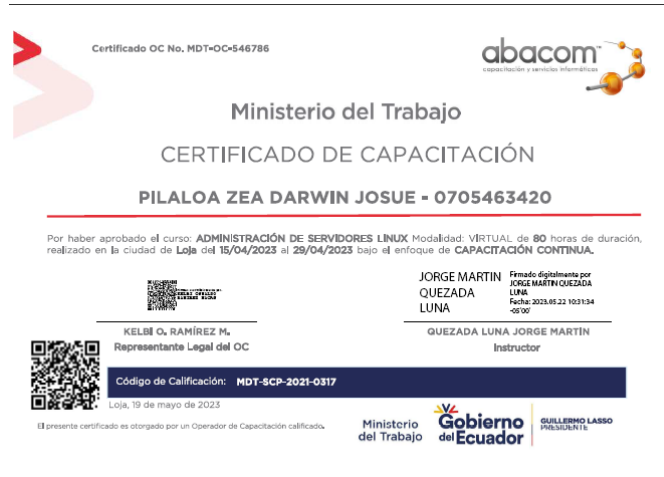 Certificado OC No. MDT-OC-546786
abacom
capacitación y servicios informáticos
Ministerio del Trabajo
CERTIFICADO DE CAPACITACIÓN
PILALOA ZEA DARWIN JOSUE - 0705463420
Por haber aprobado el curso: ADMINISTRACIÓN DE SERVIDORES LINUX Modalidad: VIRTUAL de 80 horas de duración,
realizado en la ciudad de Loja del 15/04/2023 al 29/04/2023 bajo el enfoque de CAPACITACIÓN CONTINUA.
JORGE MARTIN
QUEZADA
LUNA
Firmado digitalmente por
JORGE MARTIN QUEZADA
LUNA
Fecha: 2023.05.22 10:31:34
-05'00'
KELBI O. RAMÍREZ M.
Representante Legal del OC
QUEZADA LUNA JORGE MARTIN
Instructor
Código de Calificación: MDT-SCP-2021-0317
Loja, 19 de mayo de 2023
El presente certificado es otorgado por un Operador de Capacitación calificado.
Ministerio
del Trabajo
Gobierno
del Ecuador
GUILLERMO LASSO
PRESIDENTE